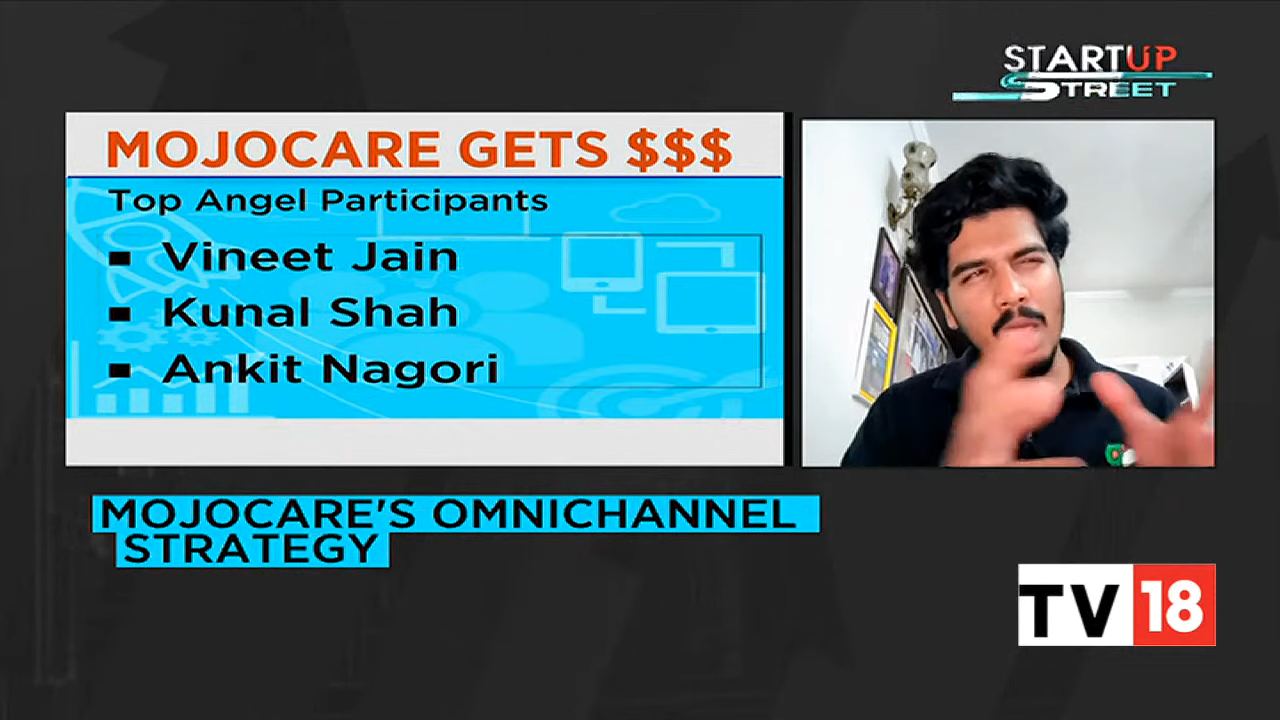 STARTUP
STREET
MOJOCARE GETS $$$
Top Angel Participants
▪ Vineet Jain
▪ Kunal Shah
▪ Ankit Nagori
MOJOCARE'S OMNICHANNEL
STRATEGY
TV18